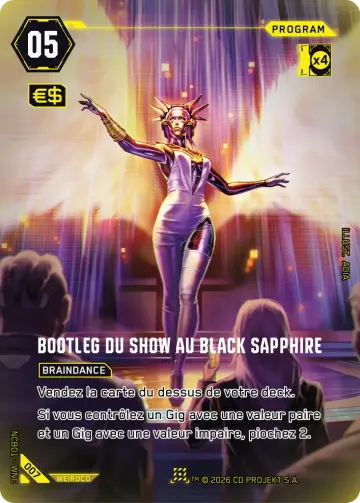 05
PROGRAM
x4
€$
ILLUSZ. AÐIA
BOOTLEG DU SHOW AU BLACK SAPPHIRE
BRAINDANCE
Vendez la carte du dessus de votre deck.
Si vous contrôlez un Gig avec une valeur paire
et un Gig avec une valeur impaire, piochez 2.
007
WEIRDCO
™ © 2026 CD PROJEKT S.A.